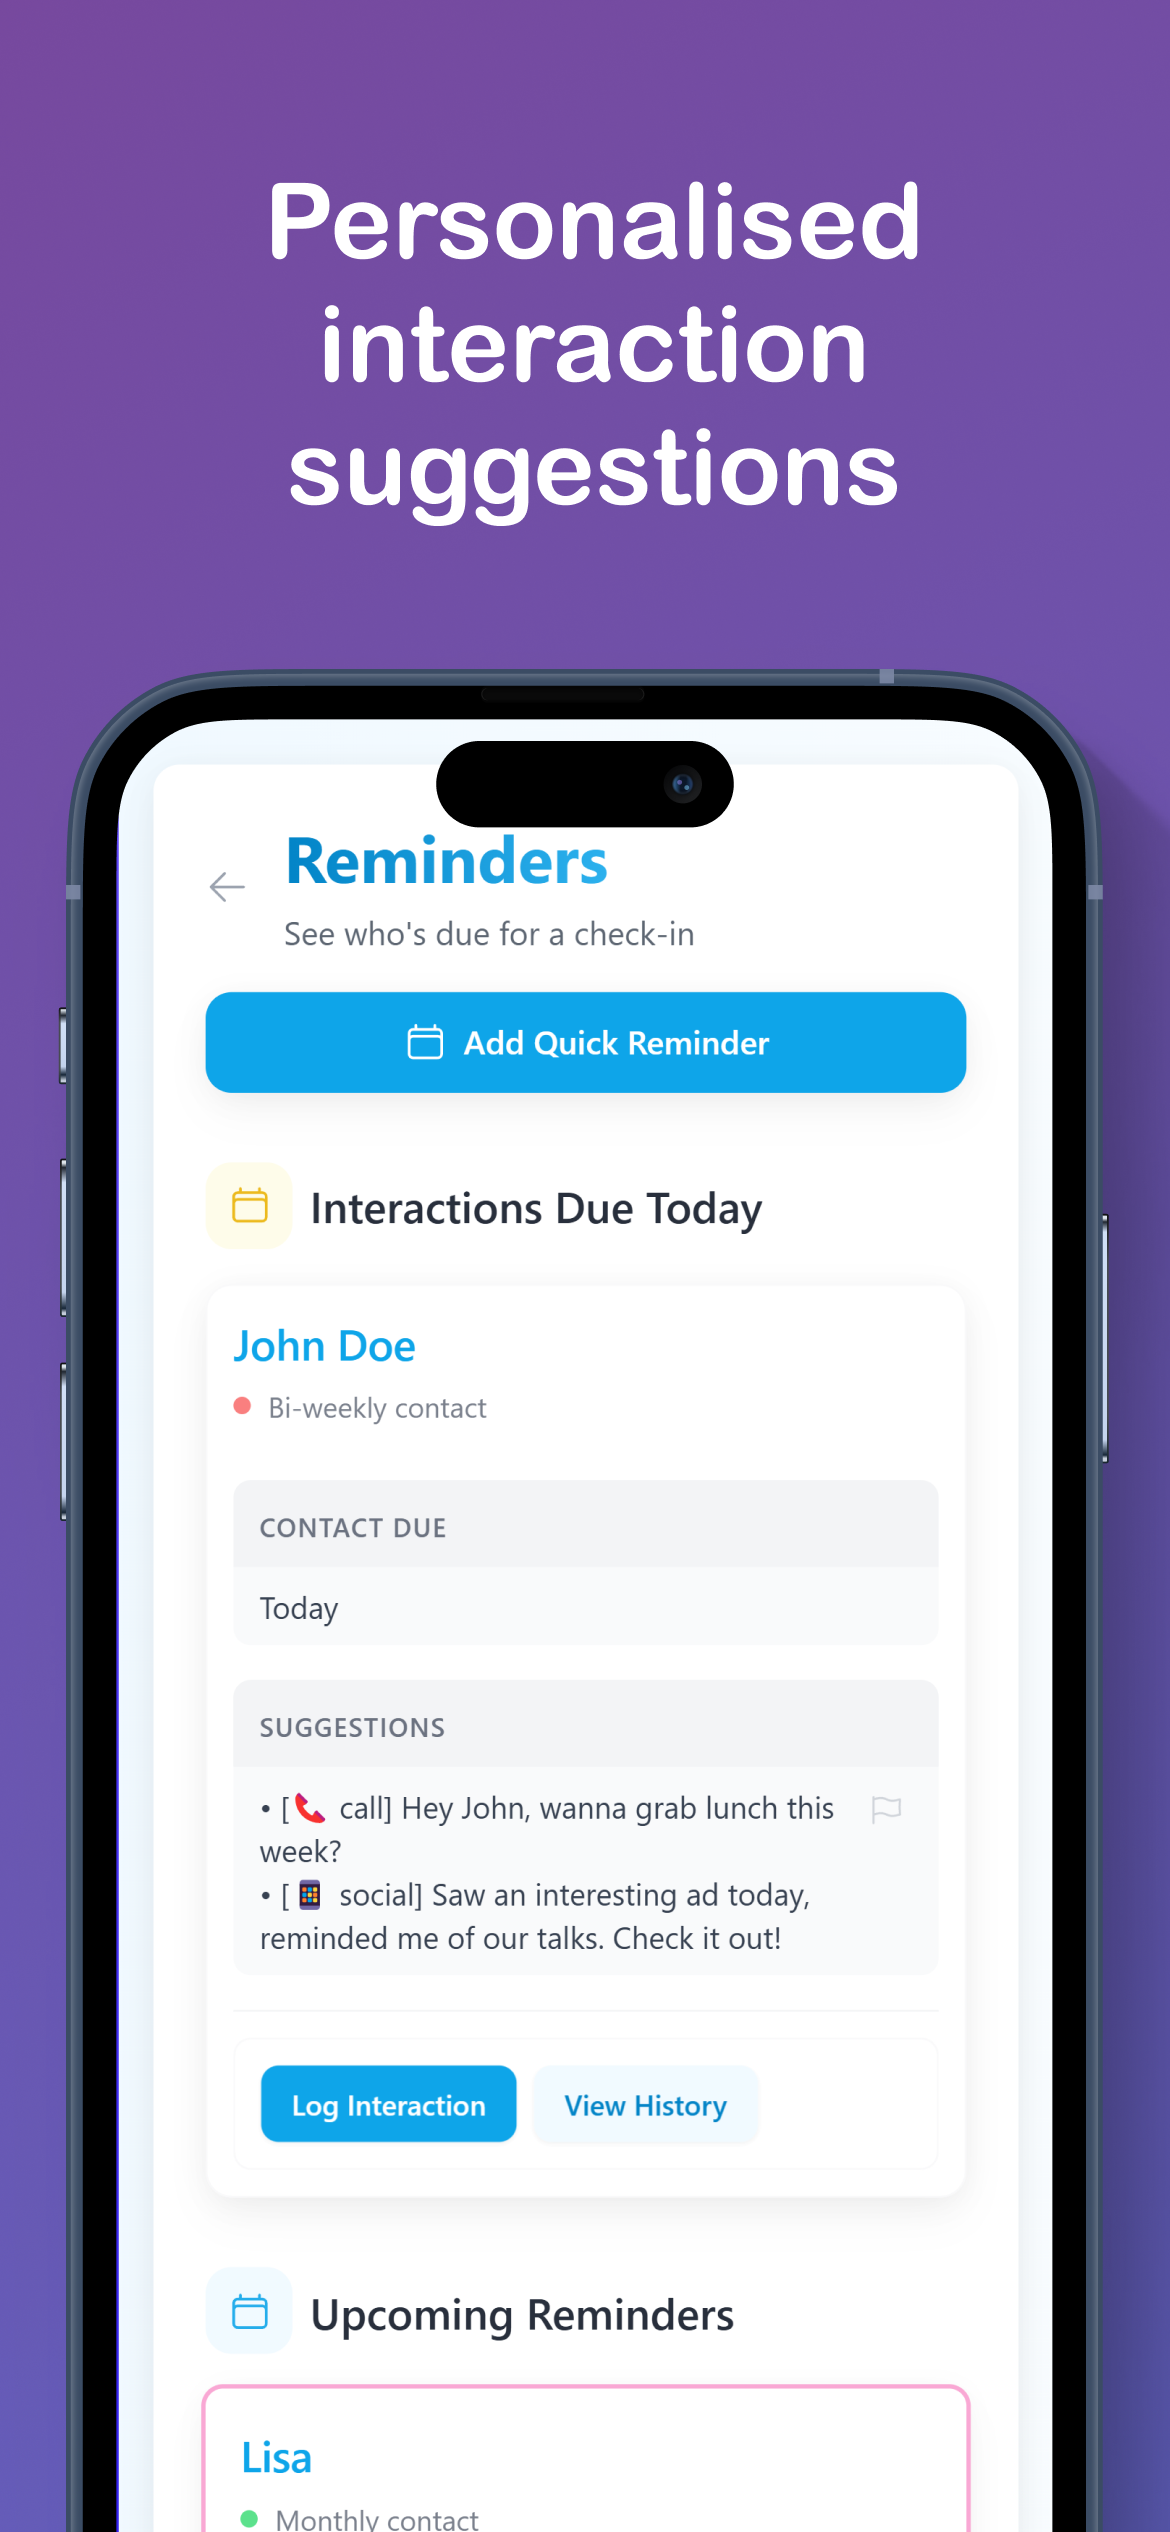 Personalised
interaction
suggestions
Reminders
See who's due for a check-in
Add Quick Reminder
Interactions Due Today
John Doe
Bi-weekly contact
CONTACT DUE
Today
SUGGESTIONS
• [📞 call] Hey John, wanna grab lunch this
week?
• [📱 social] Saw an interesting ad today,
reminded me of our talks. Check it out!
Log Interaction
View History
Upcoming Reminders
Lisa
Monthly contact